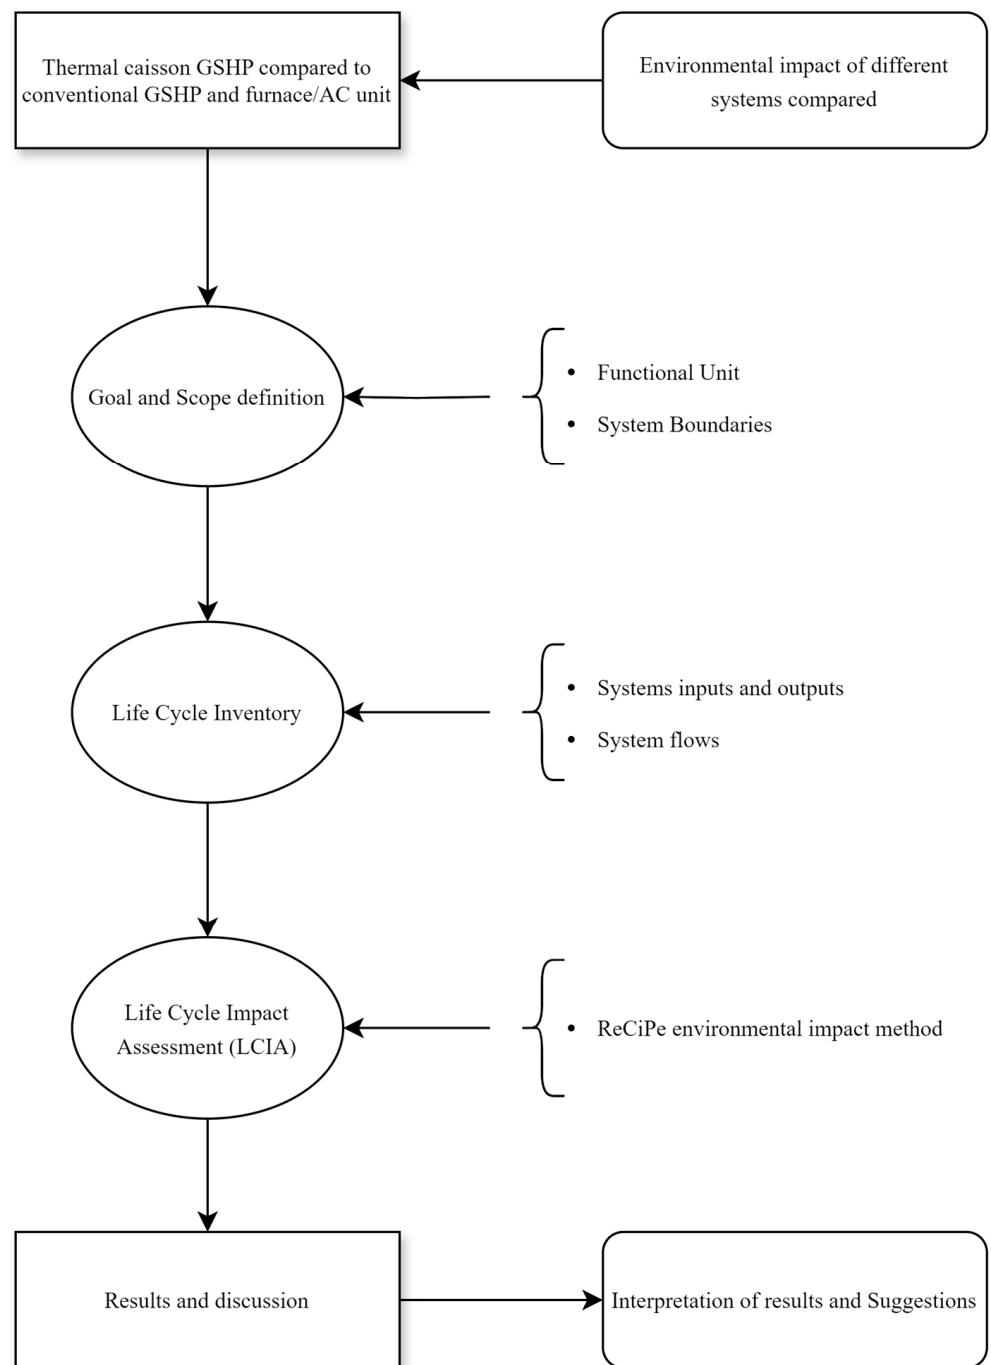 Thermal caisson GSHP compared to
conventional GSHP and furnace/AC unit
Environmental impact of different
systems compared
Goal and Scope definition
• Functional Unit
• System Boundaries
Life Cycle Inventory
• Systems inputs and outputs
• System flows
Life Cycle Impact
Assessment (LCIA)
• ReCiPe environmental impact method
Results and discussion
Interpretation of results and Suggestions